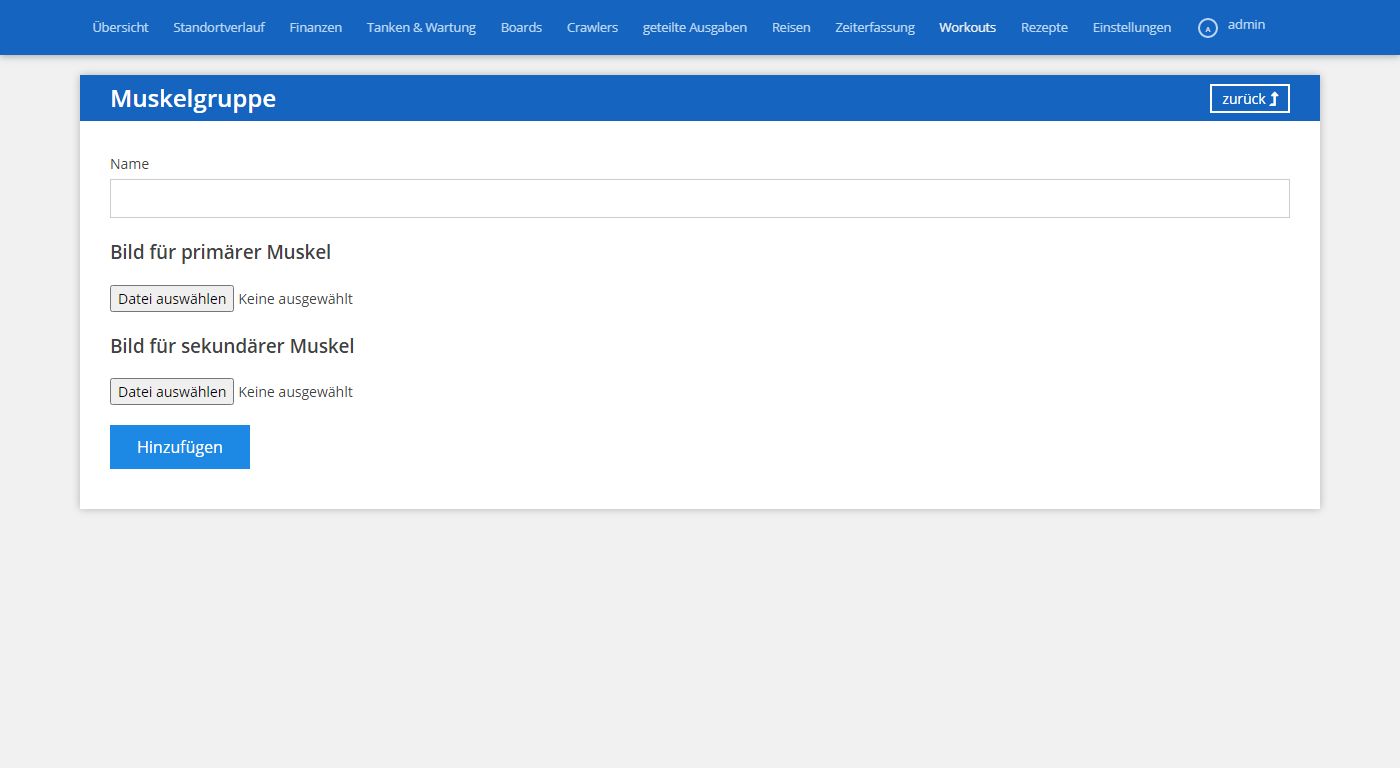 Übersicht Standortverlauf Finanzen Tanken & Wartung Boards Crawlers geteilte Ausgaben Reisen Zeiterfassung Workouts Rezepte Einstellungen A admin
Muskelgruppe zurück
Name
Bild für primärer Muskel
Datei auswählen Keine ausgewählt
Bild für sekundärer Muskel
Datei auswählen Keine ausgewählt
Hinzufügen